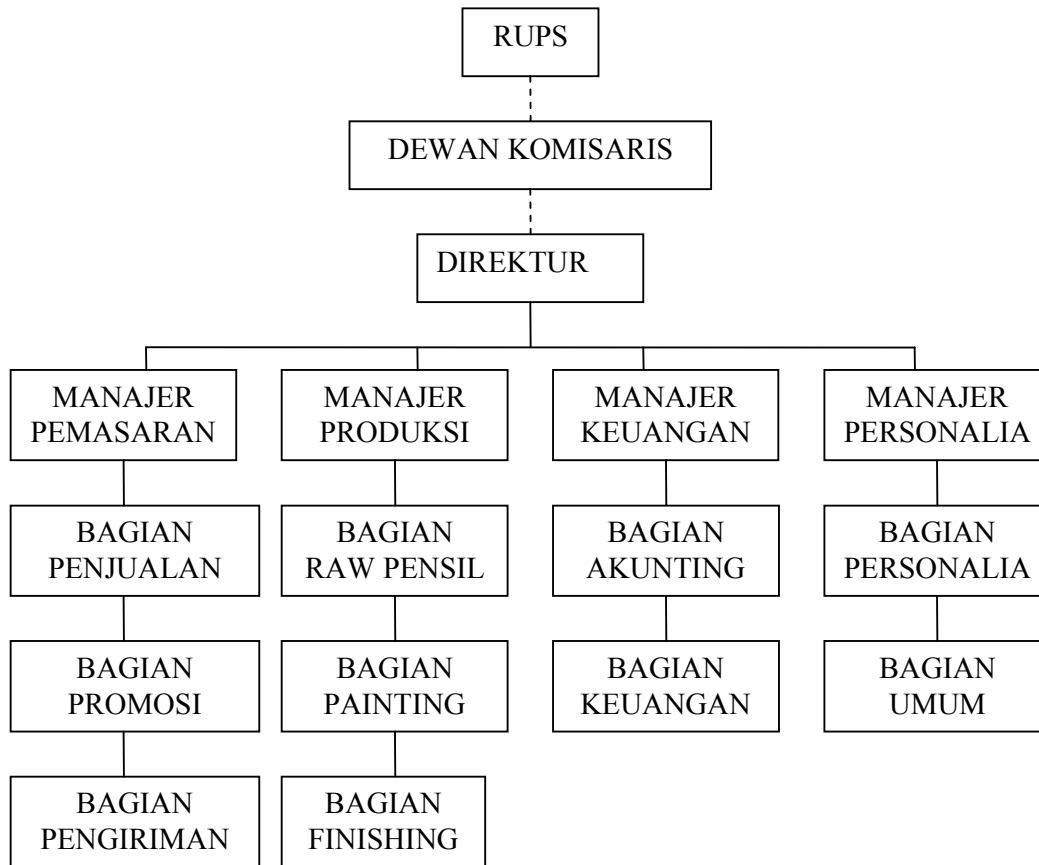 RUPS
DEWAN KOMISARIS
DIREKTUR
MANAJER
PEMASARAN
MANAJER
PRODUKSI
MANAJER
KEUANGAN
MANAJER
PERSONALIA
BAGIAN
PENJUALAN
BAGIAN
RAW PENSIL
BAGIAN
AKUNTING
BAGIAN
PERSONALIA
BAGIAN
PROMOSI
BAGIAN
PAINTING
BAGIAN
KEUANGAN
BAGIAN
UMUM
BAGIAN
PENGIRIMAN
BAGIAN
FINISHING